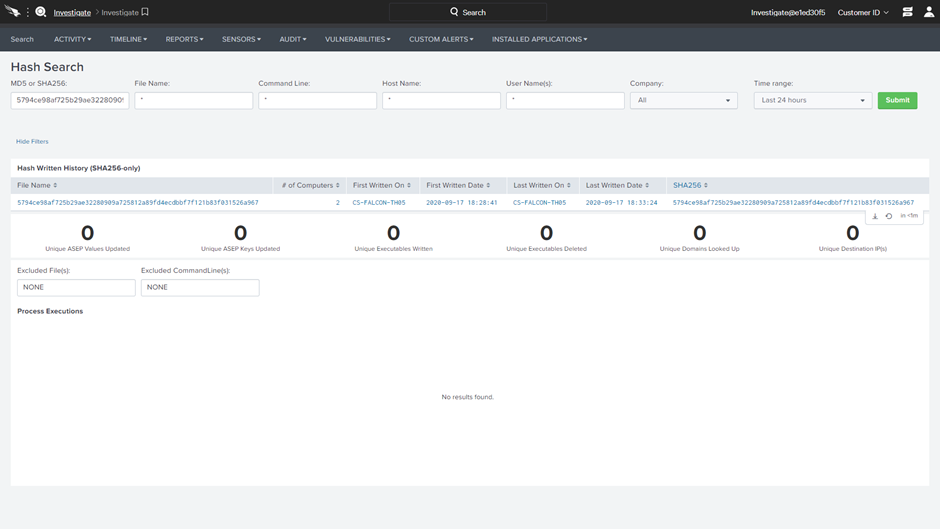 Investigate Investigate Search Investigate@e1ed30f5 Customer ID
Search ACTIVITY TIMELINE REPORTS SENSORS AUDIT VULNERABILITIES CUSTOM ALERTS INSTALLED APPLICATIONS
Hash Search
MD5 or SHA256: File Name: Command Line: Host Name: User Name(s): Company: Time range:
5794ce98af725b29ae32280909 * * * * All Last 24 hours Submit
Hide Filters
Hash Written History (SHA256-only)
File Name # of Computers First Written On First Written Date Last Written On Last Written Date SHA256
5794ce98af725b29ae32280909a725812a89fd4ecdbbf7f121b83f031526a967 2 CS-FALCON-TH05 2020-09-17 18:28:41 CS-FALCON-TH05 2020-09-17 18:33:24 5794ce98af725b29ae32280909a725812a89fd4ecdbbf7f121b83f031526a967
in <1m
0 0 0 0 0 0
Unique ASEP Values Updated Unique ASEP Keys Updated Unique Executables Written Unique Executables Deleted Unique Domains Looked Up Unique Destination IP(s)
Excluded File(s): Excluded CommandLine(s):
NONE NONE
Process Executions
No results found.